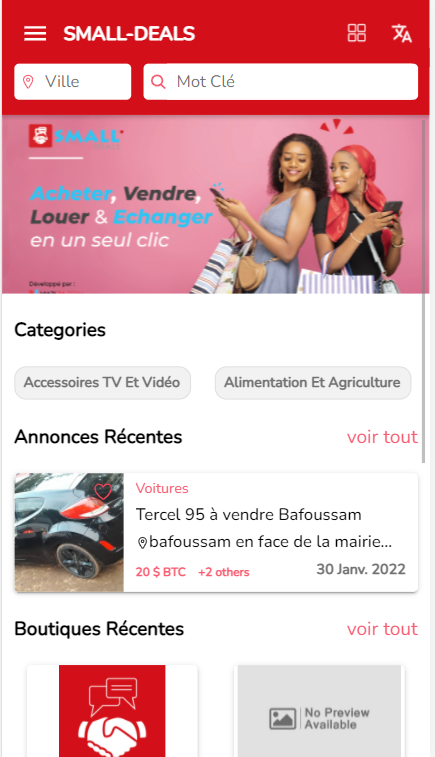 SMALL-DEALS
Ville
Mot Clé
SMALL
Acheter, Vendre,
Louer & Echanger
en un seul clic
Développé par :
Categories
Accessoires TV Et Vidéo
Alimentation Et Agriculture
Annonces Récentes
voir tout
Voitures
Tercel 95 à vendre Bafoussam
bafoussam en face de la mairie...
20 $ BTC
+2 others
30 Janv. 2022
Boutiques Récentes
voir tout
No Preview
Available